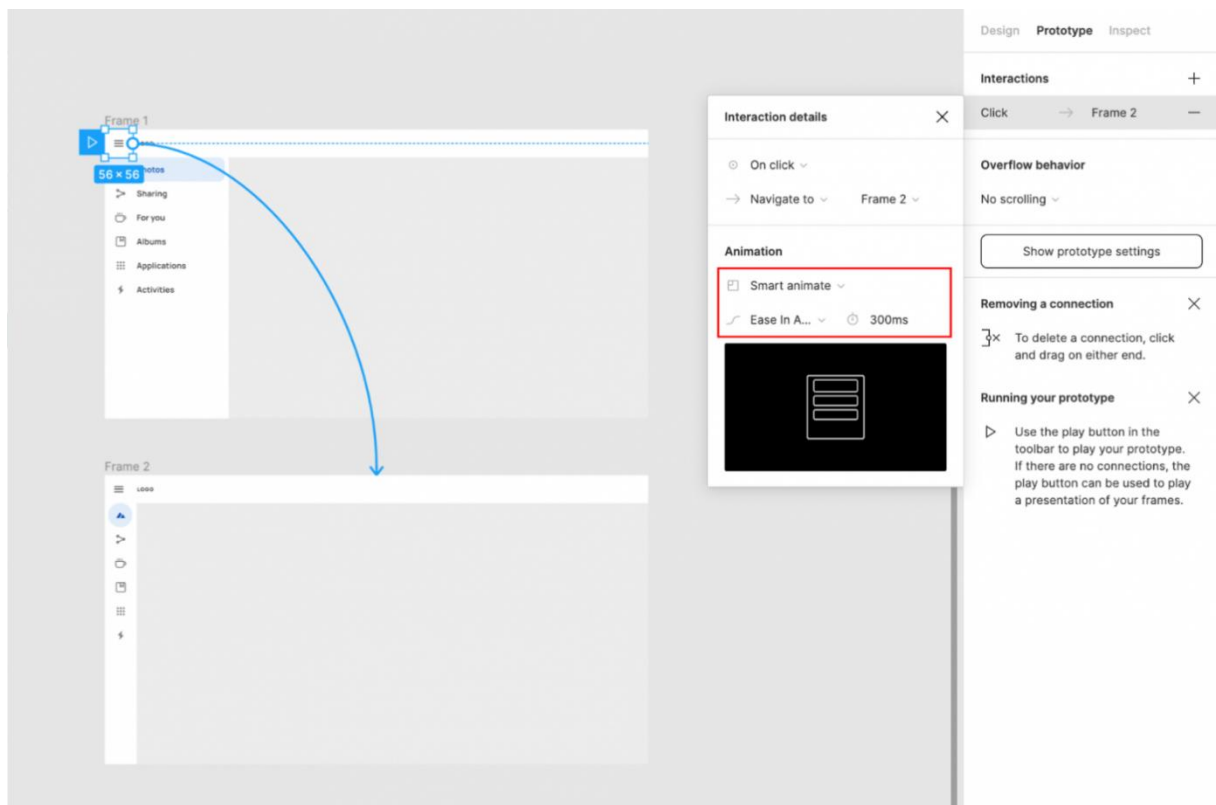 Design Prototype Inspect
Interactions
Click Frame 2
Overflow behavior
No scrolling
Show prototype settings
Removing a connection
To delete a connection, click
and drag on either end.
Running your prototype
Use the play button in the
toolbar to play your prototype.
If there are no connections, the
play button can be used to play
a presentation of your frames.
Interaction details
On click
Navigate to Frame 2
Animation
Smart animate
Ease In A... 300ms
Frame 1
56 × 56
Sharing
For you
Albums
Applications
Activities
Frame 2
LOGO